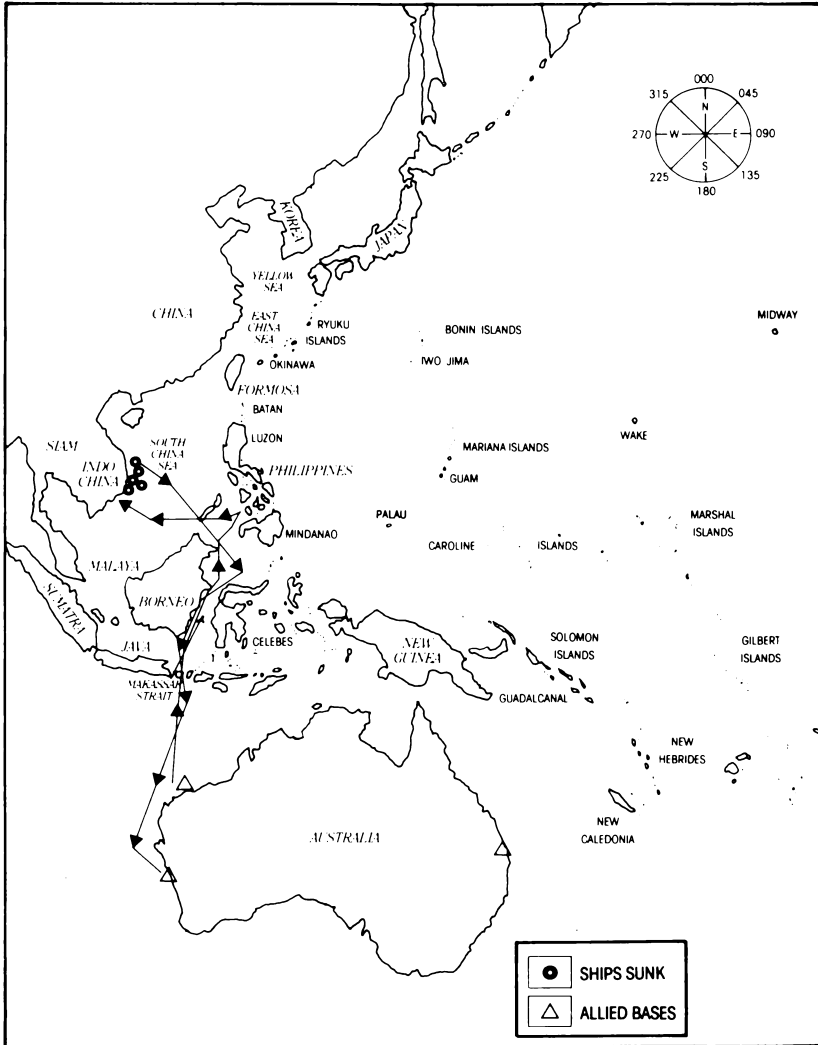 000
315
045
N
270
W
E
090
S
225
135
180
KOREA
JAPAN
YELLOW
SEA
CHINA
EAST
CHINA
SEA
RYUKU
ISLANDS
BONIN ISLANDS
MIDWAY
OKINAWA
IWO JIMA
FORMOSA
BATAN
LUZON
WAKE
SIAM
SOUTH
CHINA
SEA
MARIANA ISLANDS
INDO
CHINA
PHILIPPINES
GUAM
PALAU
MARSHAL
ISLANDS
MINDANAO
CAROLINE
ISLANDS
MALAYA
BORNEO
SUMATRA
JAVA
CELEBES
NEW
GUINEA
SOLOMON
ISLANDS
GILBERT
ISLANDS
MAKASSAR
STRAIT
GUADALCANAL
NEW
HEBRIDES
NEW
CALEDONIA
AUSTRALIA
SHIPS SUNK
ALLIED BASES